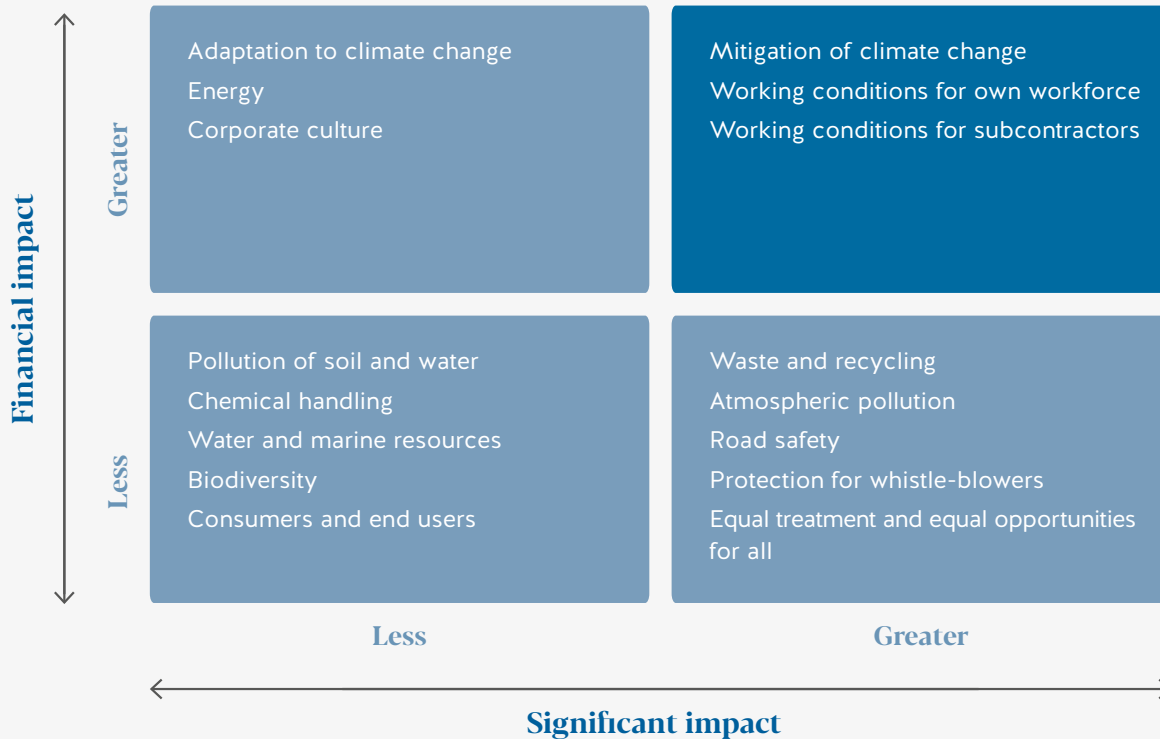 Financial impact
Greater
Adaptation to climate change
Energy
Corporate culture
Mitigation of climate change
Working conditions for own workforce
Working conditions for subcontractors
Less
Pollution of soil and water
Chemical handling
Water and marine resources
Biodiversity
Consumers and end users
Waste and recycling
Atmospheric pollution
Road safety
Protection for whistle-blowers
Equal treatment and equal opportunities
for all
Less
Greater
Significant impact